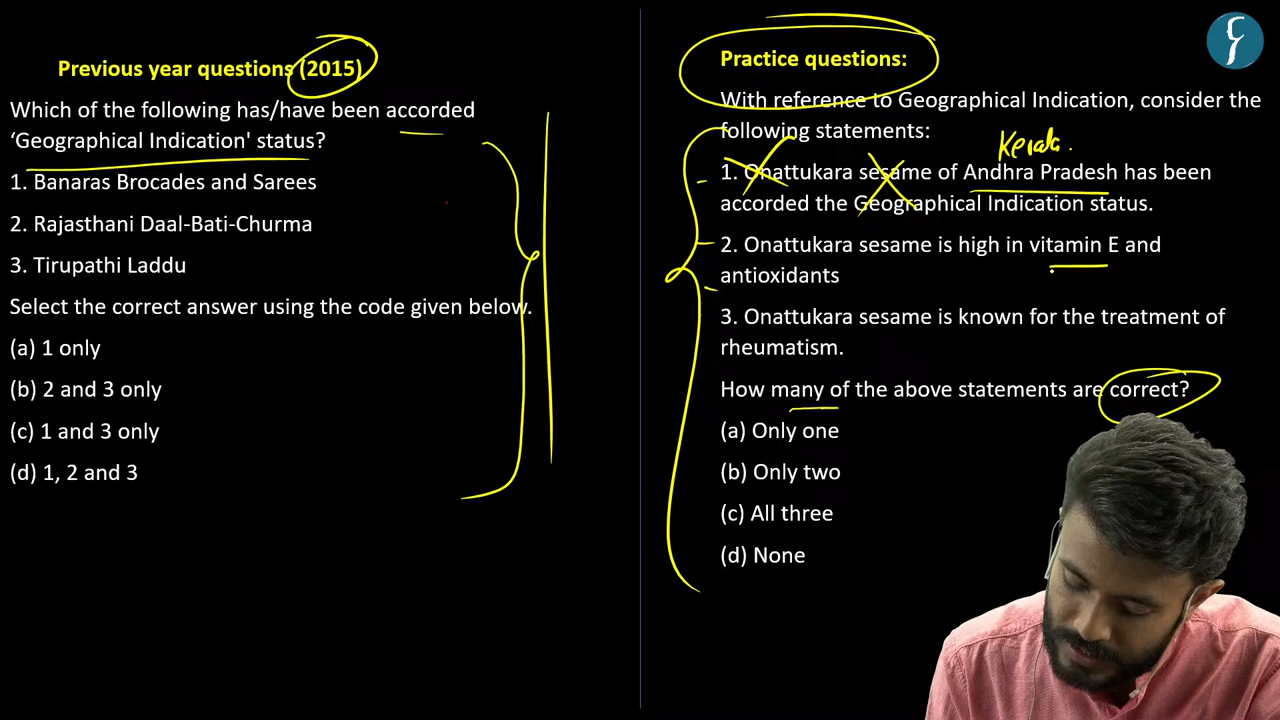 Previous year questions (2015)
Which of the following has/have been accorded
‘Geographical Indication' status?
1. Banaras Brocades and Sarees
2. Rajasthani Daal-Bati-Churma
3. Tirupathi Laddu
Select the correct answer using the code given below.
(a) 1 only
(b) 2 and 3 only
(c) 1 and 3 only
(d) 1, 2 and 3
Practice questions:
With reference to Geographical Indication, consider the
following statements:
Kerala.
1. Onattukara sesame of Andhra Pradesh has been
accorded the Geographical Indication status.
2. Onattukara sesame is high in vitamin E and
antioxidants
3. Onattukara sesame is known for the treatment of
rheumatism.
How many of the above statements are correct?
(a) Only one
(b) Only two
(c) All three
(d) None